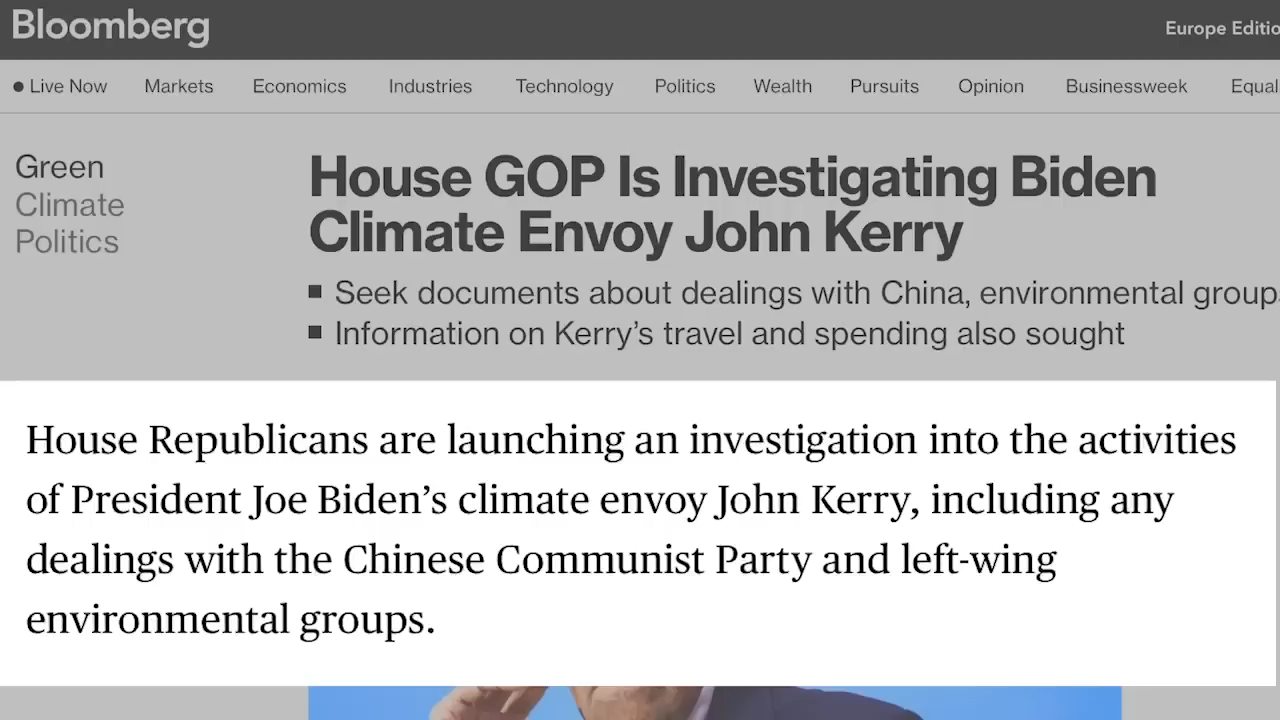 Bloomberg
Europe Editio
Live Now Markets Economics Industries Technology Politics Wealth Pursuits Opinion Businessweek Equal
Green
Climate
Politics
House GOP Is Investigating Biden
Climate Envoy John Kerry
Seek documents about dealings with China, environmental group
Information on Kerry's travel and spending also sought
House Republicans are launching an investigation into the activities
of President Joe Biden's climate envoy John Kerry, including any
dealings with the Chinese Communist Party and left-wing
environmental groups.